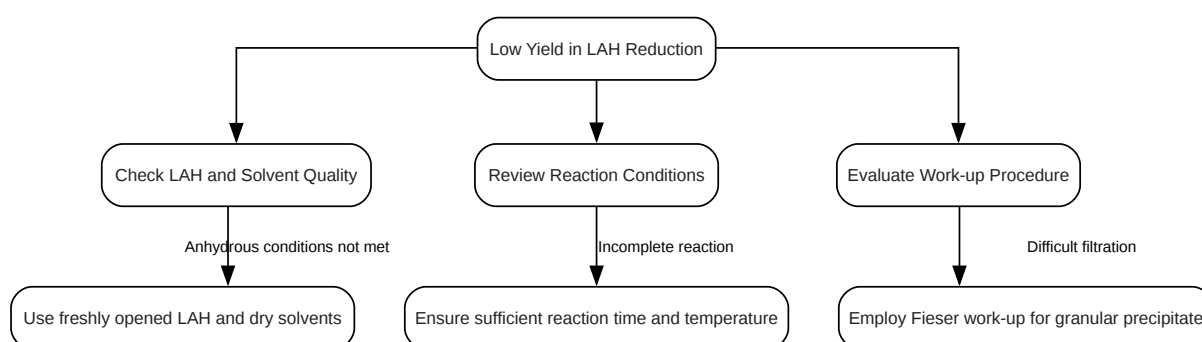 Low Yield in LAH Reduction
Check LAH and Solvent Quality
Review Reaction Conditions
Evaluate Work-up Procedure
Anhydrous conditions not met
Incomplete reaction
Difficult filtration
Use freshly opened LAH and dry solvents
Ensure sufficient reaction time and temperature
Employ Fieser work-up for granular precipitate